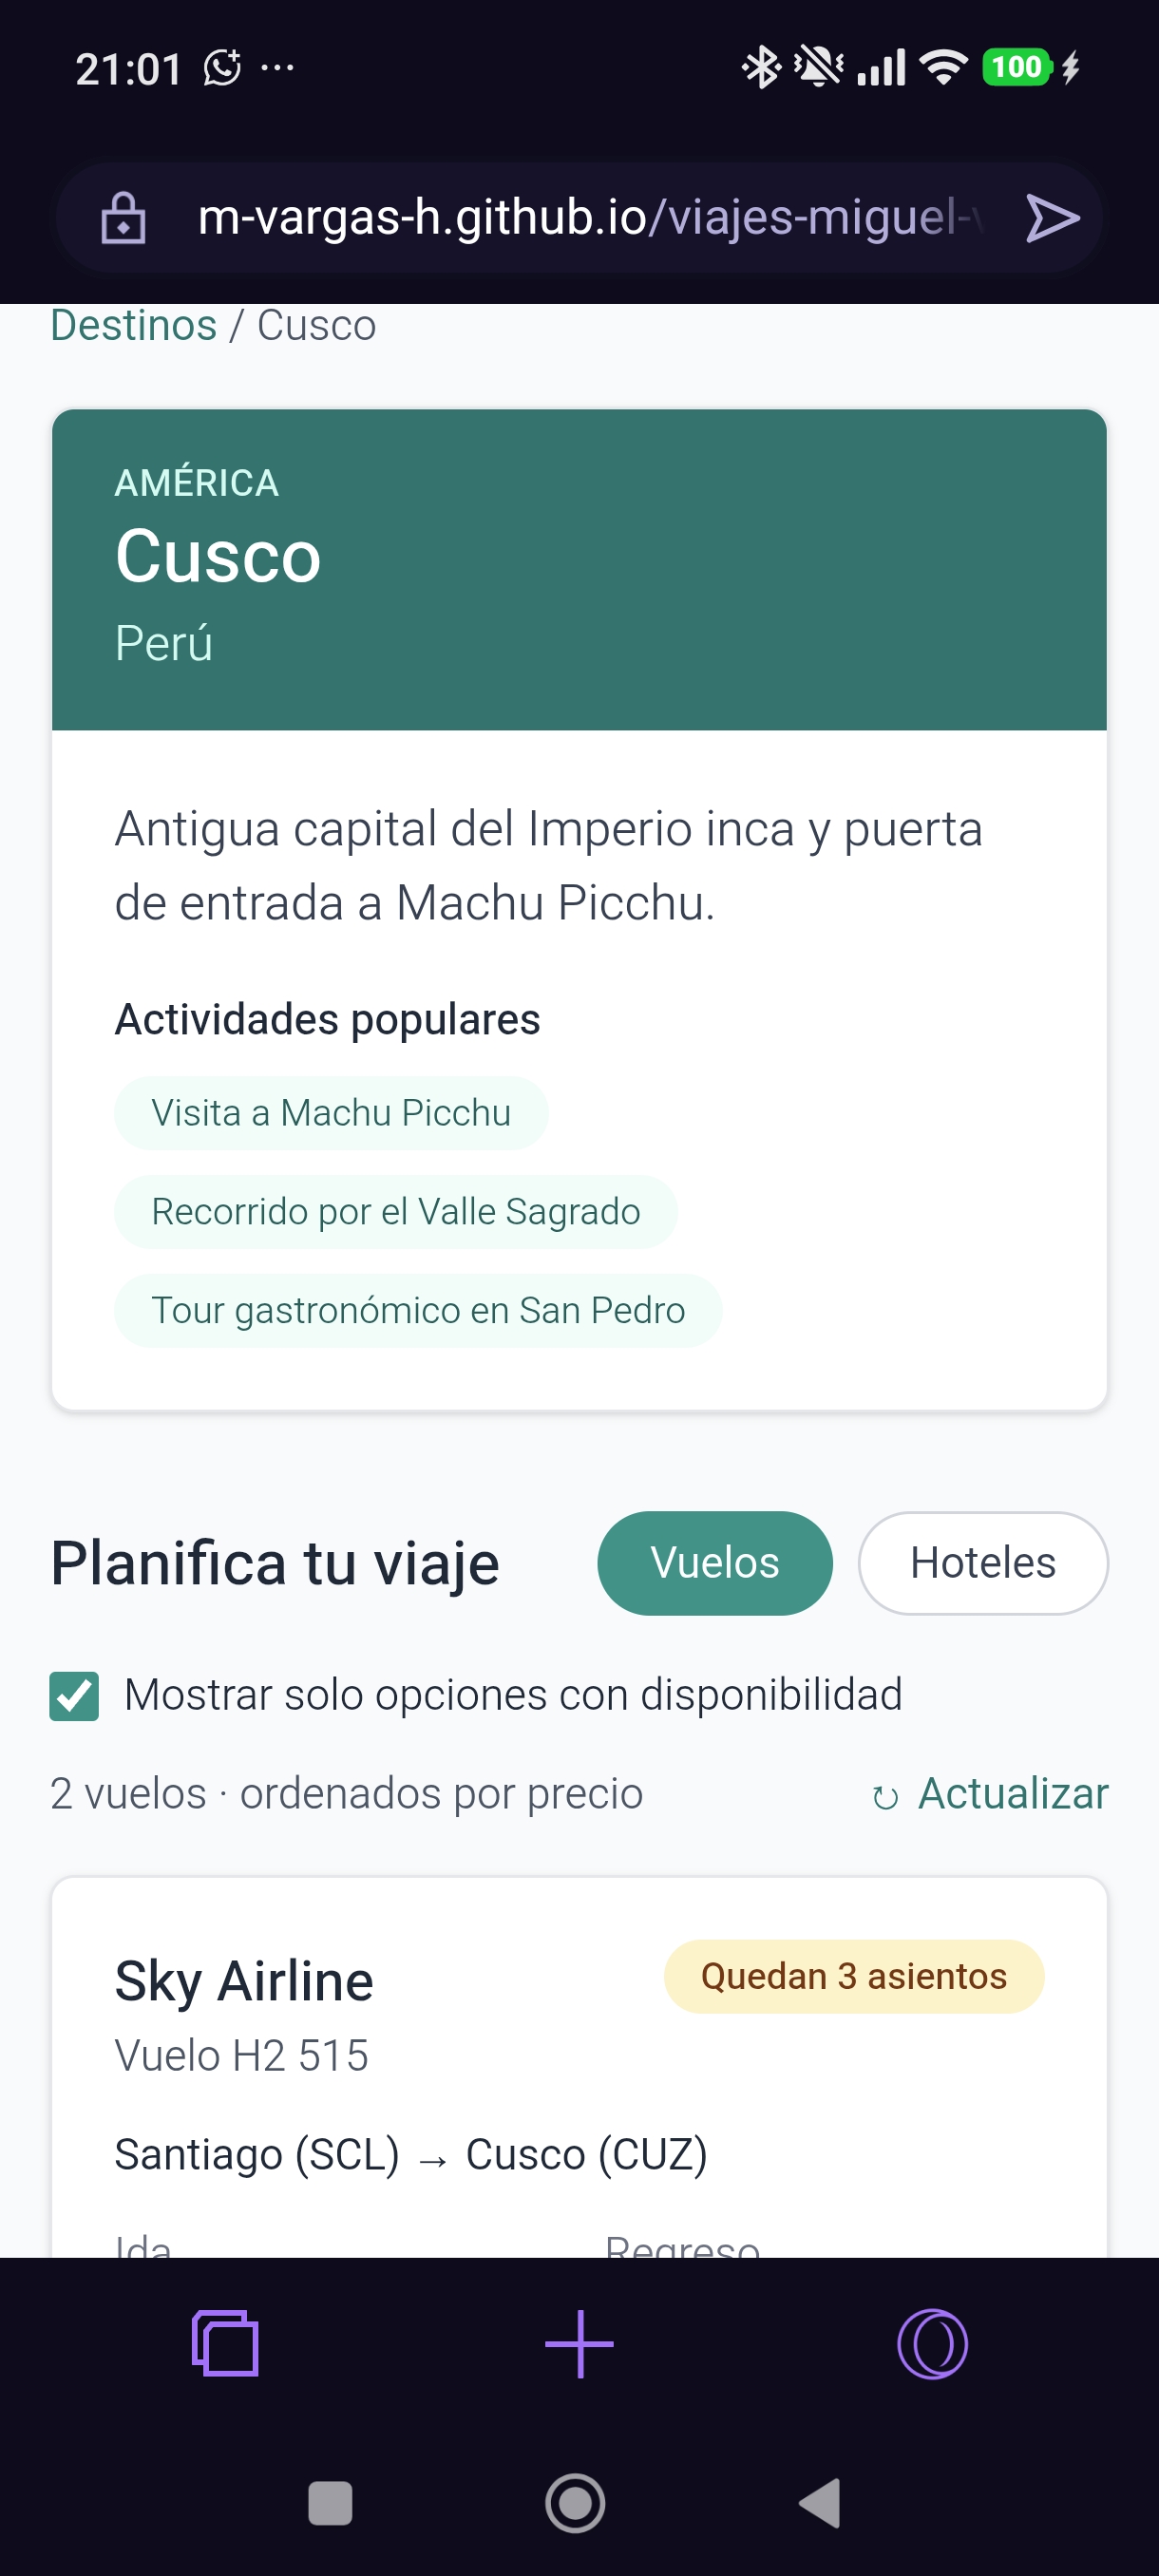 21:01
100
m-vargas-h.github.io/viajes-miguel-
Destinos / Cusco
AMÉRICA
Cusco
Perú
Antigua capital del Imperio inca y puerta
de entrada a Machu Picchu.
Actividades populares
Visita a Machu Picchu
Recorrido por el Valle Sagrado
Tour gastronómico en San Pedro
Planifica tu viaje
Vuelos
Hoteles
Mostrar solo opciones con disponibilidad
2 vuelos · ordenados por precio
↻ Actualizar
Sky Airline
Quedan 3 asientos
Vuelo H2 515
Santiago (SCL) → Cusco (CUZ)
Ida
Regreso